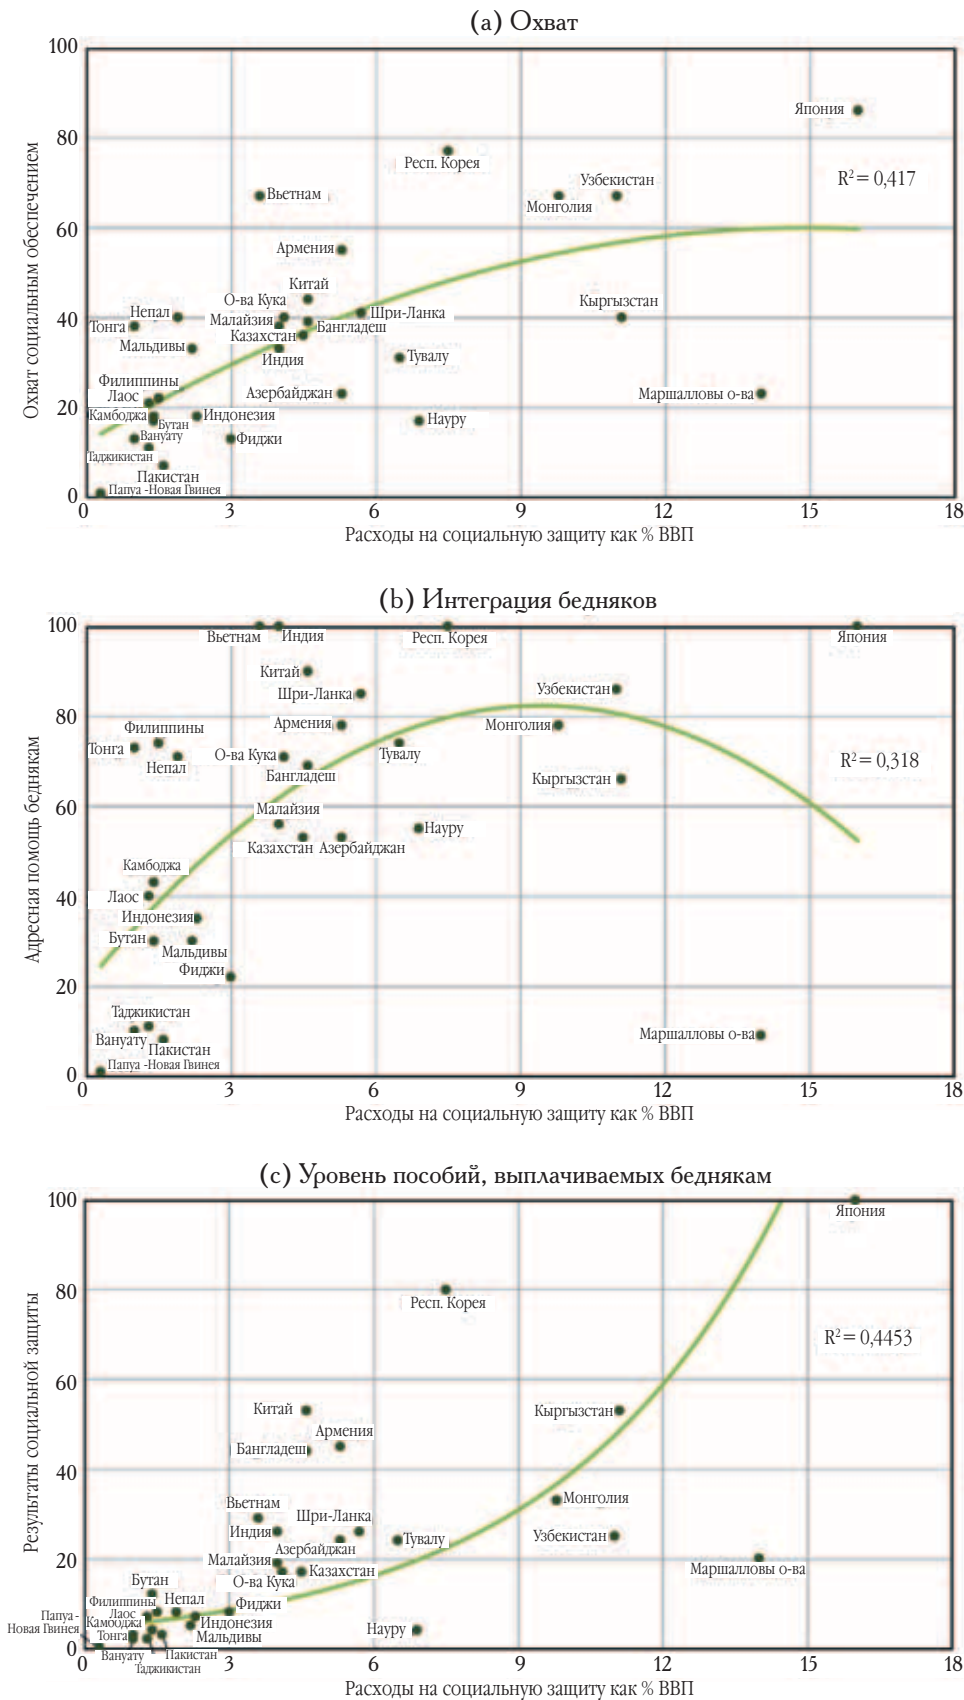 (a) Охват
100
Япония
80
Респ. Корея
R² = 0,417
Узбекистан
Вьетнам
Монголия
60
Армения
Китай
О-ва Кука
Кыргызстан
Непал
Шри-Ланка
40
Тонга
Малайзия
Бангладеш
Казахстан
Мальдивы
Индия
Тувалу
Филиппины
Азербайджан
Маршалловы о-ва
Лаос
20
Камбоджа
Индонезия
Бутан
Науру
Вануату
Фиджи
Таджикистан
Пакистан
Папуа -Новая Гвинея
0
0 3 6 9 12 15 18
Охват социальным обеспечением
Расходы на социальную защиту как % ВВП
(b) Интеграция бедняков
100
Вьетнам
Индия
Респ. Корея
Япония
Китай
Шри-Ланка
Узбекистан
80
Филиппины
Армения
Монголия
Тонга
О-ва Кука
Тувалу
R² = 0,318
Непал
Бангладеш
Кыргызстан
60
Малайзия
Науру
Казахстан
Азербайджан
Камбоджа
40
Лаос
Индонезия
Бутан
Мальдивы
Фиджи
20
Таджикистан
Маршалловы о-ва
Вануату
Пакистан
Папуа -Новая Гвинея
0
0 3 6 9 12 15 18
Адресная помощь беднякам
Расходы на социальную защиту как % ВВП
(c) Уровень пособий, выплачиваемых беднякам
100
Япония
80
Респ. Корея
R² = 0,4453
60
Китай
Кыргызстан
Армения
Бангладеш
40
Вьетнам
Шри-Ланка
Монголия
Индия
Узбекистан
Азербайджан
Тувалу
20
Малайзия
Казахстан
Маршалловы о-ва
О-ва Кука
Бутан
Филиппины
Непал
Фиджи
Папуа -
Новая Гвинея
Лаос
Камбоджа
Индонезия
Науру
Тонга
Мальдивы
0
Вануату
Пакистан
Таджикистан
0 3 6 9 12 15 18
Результаты социальной защиты
Расходы на социальную защиту как % ВВП